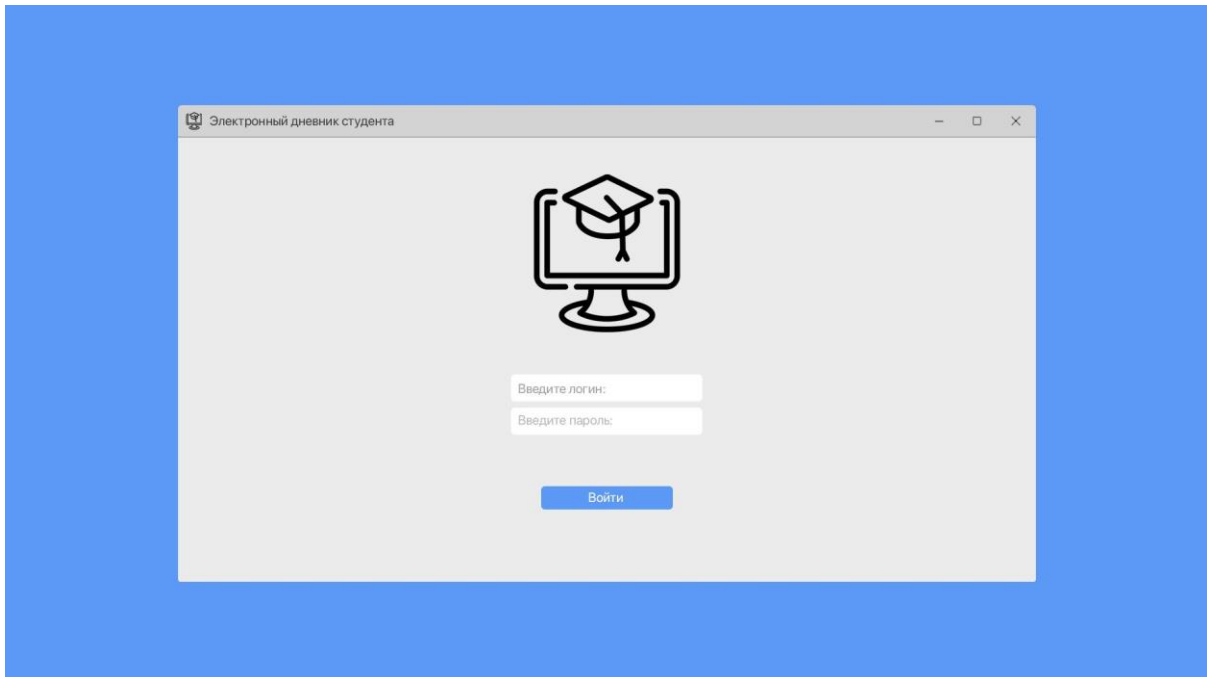 Электронный дневник студента
Введите логин:
Введите пароль:
Войти